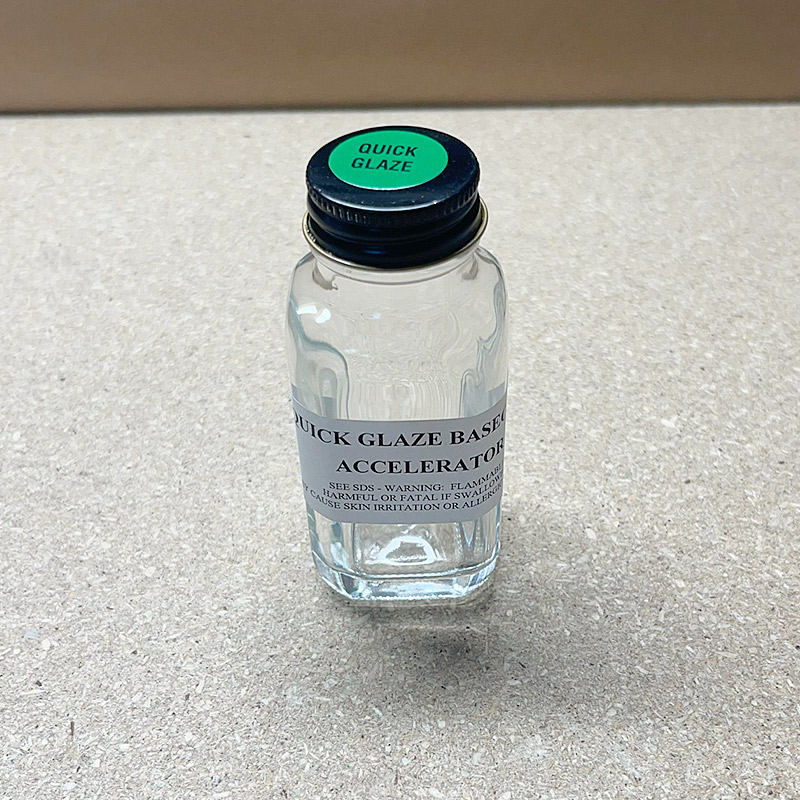 QUICK
GLAZE
QUICK GLAZE BASEC
ACCELERATOR
SEE SDS - WARNING: FLAMMABL
HARMFUL OR FATAL IF SWALLOW
Y CAUSE SKIN IRRITATION OR ALLERG